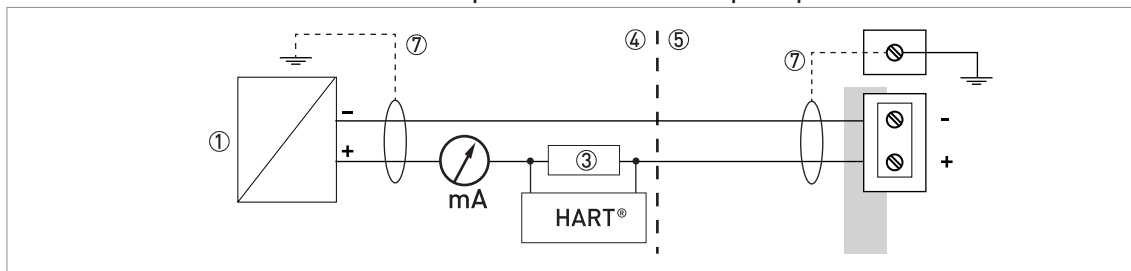 ④ ⑤
⑦
⑦
① - -
+ ③ +
mA
HART®